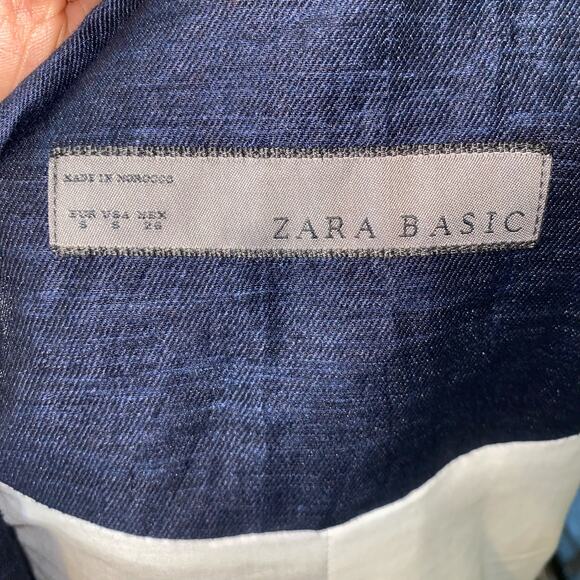 MADE IN MOROCCO
EUR USA MEX
S S 26
ZARA BASIC